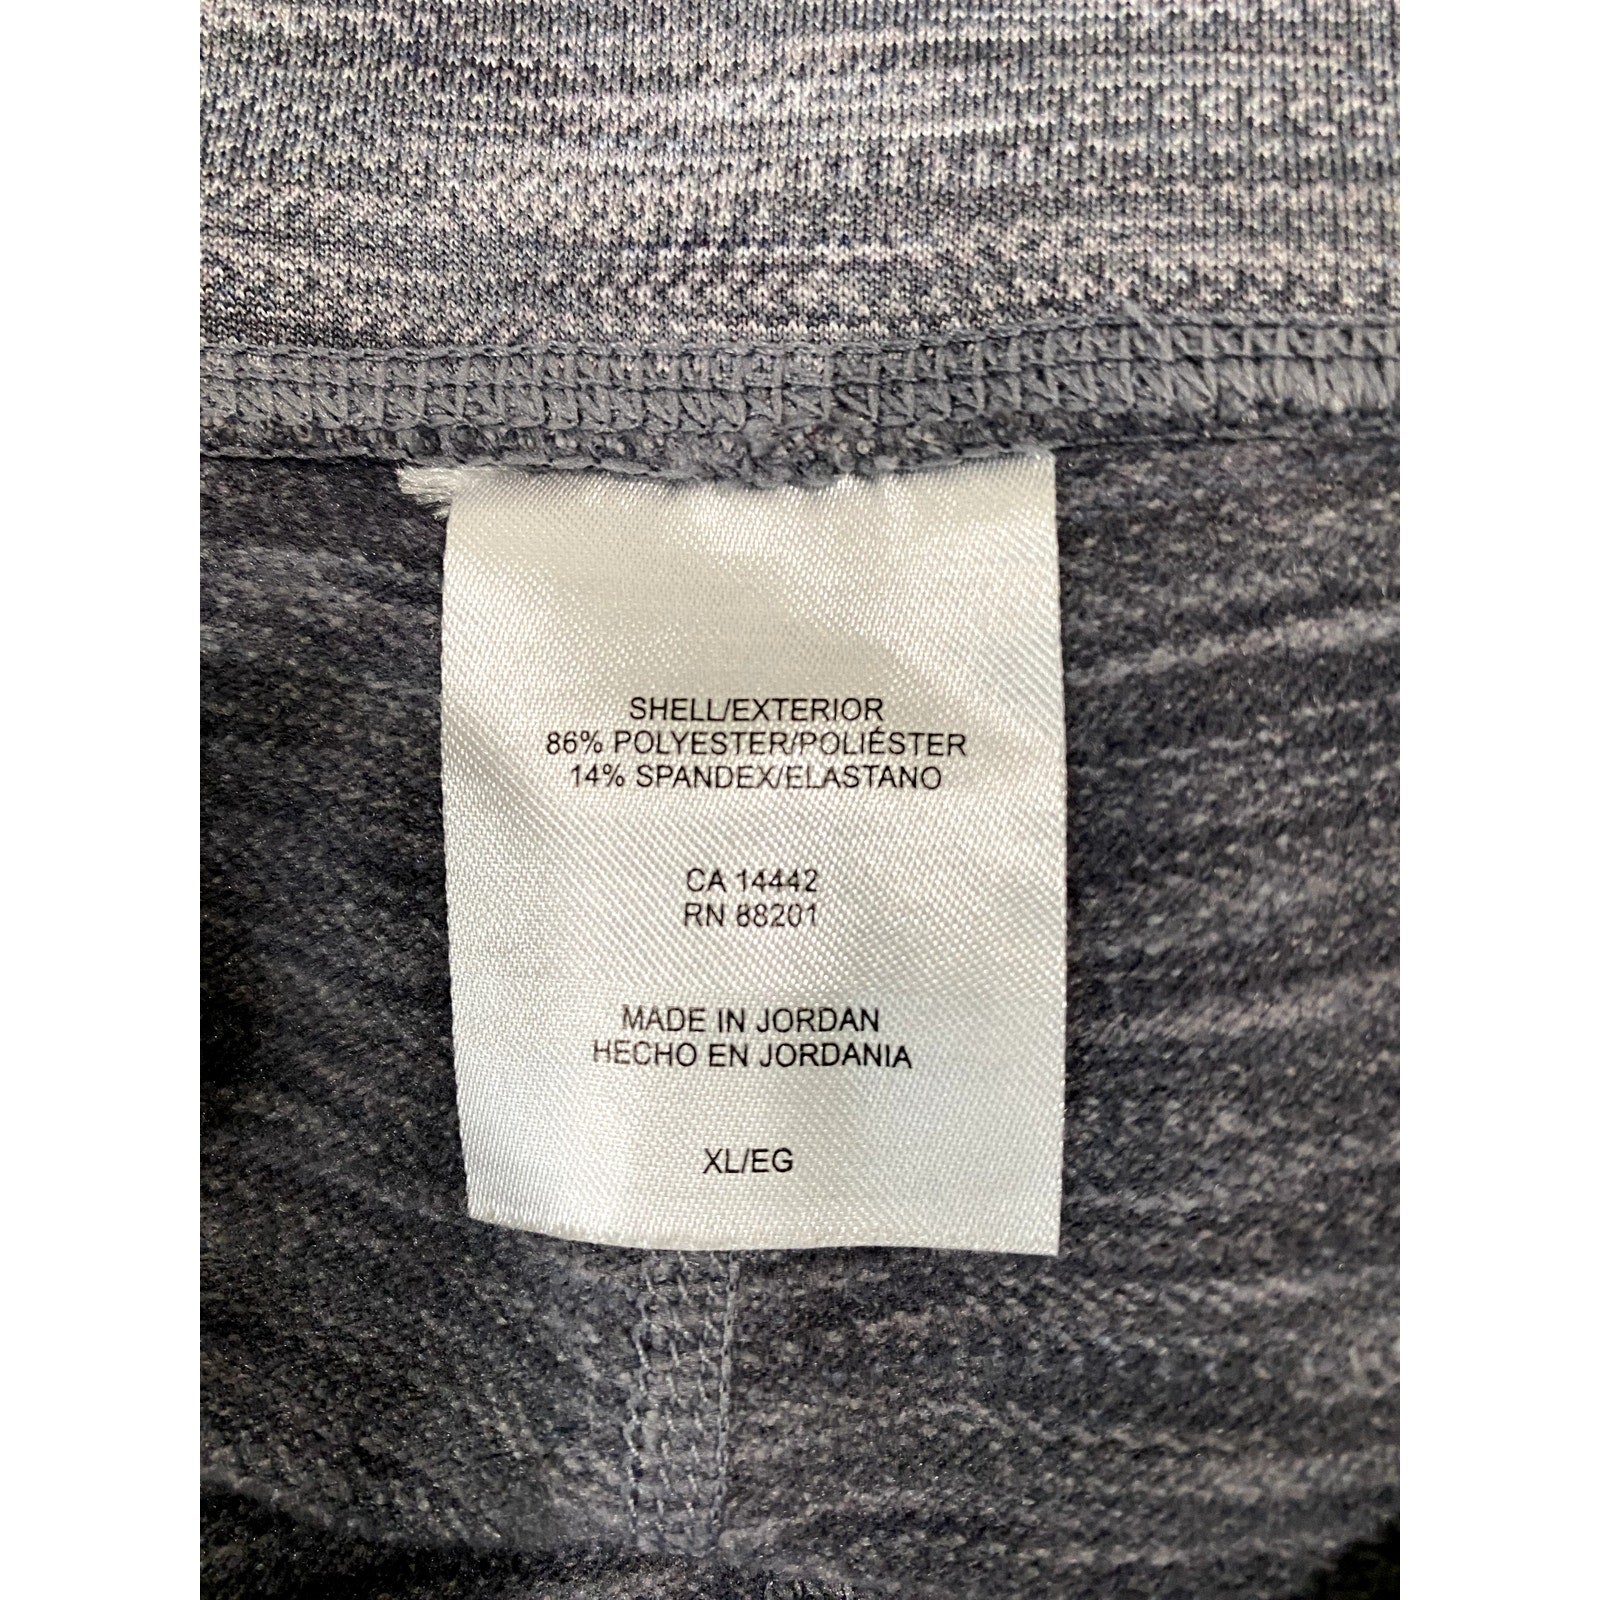 SHELL/EXTERIOR
86% POLYESTER/POLIÉSTER
14% SPANDEX/ELASTANO
CA 14442
RN 88201
MADE IN JORDAN
HECHO EN JORDANIA
XL/EG